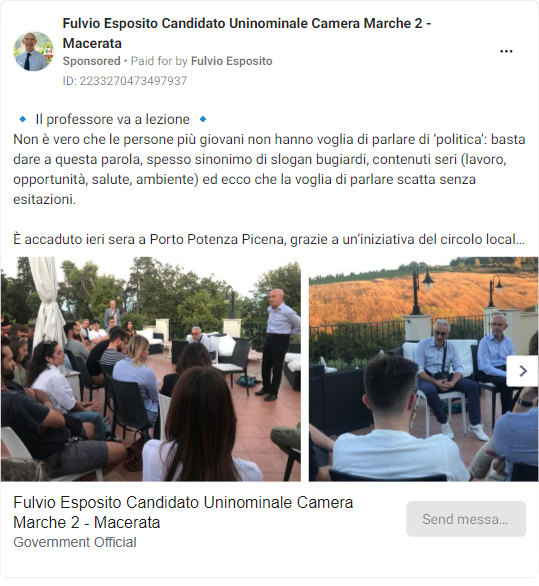 Fulvio Esposito Candidato Uninominale Camera Marche 2 -
Macerata
Sponsored • Paid for by Fulvio Esposito
ID: 2233270473497937
🔹 Il professore va a lezione 🔹
Non è vero che le persone più giovani non hanno voglia di parlare di ‘politica’: basta
dare a questa parola, spesso sinonimo di slogan bugiardi, contenuti seri (lavoro,
opportunità, salute, ambiente) ed ecco che la voglia di parlare scatta senza
esitazioni.
È accaduto ieri sera a Porto Potenza Picena, grazie a un’iniziativa del circolo local...
Fulvio Esposito Candidato Uninominale Camera
Marche 2 - Macerata
Government Official
Send messa...